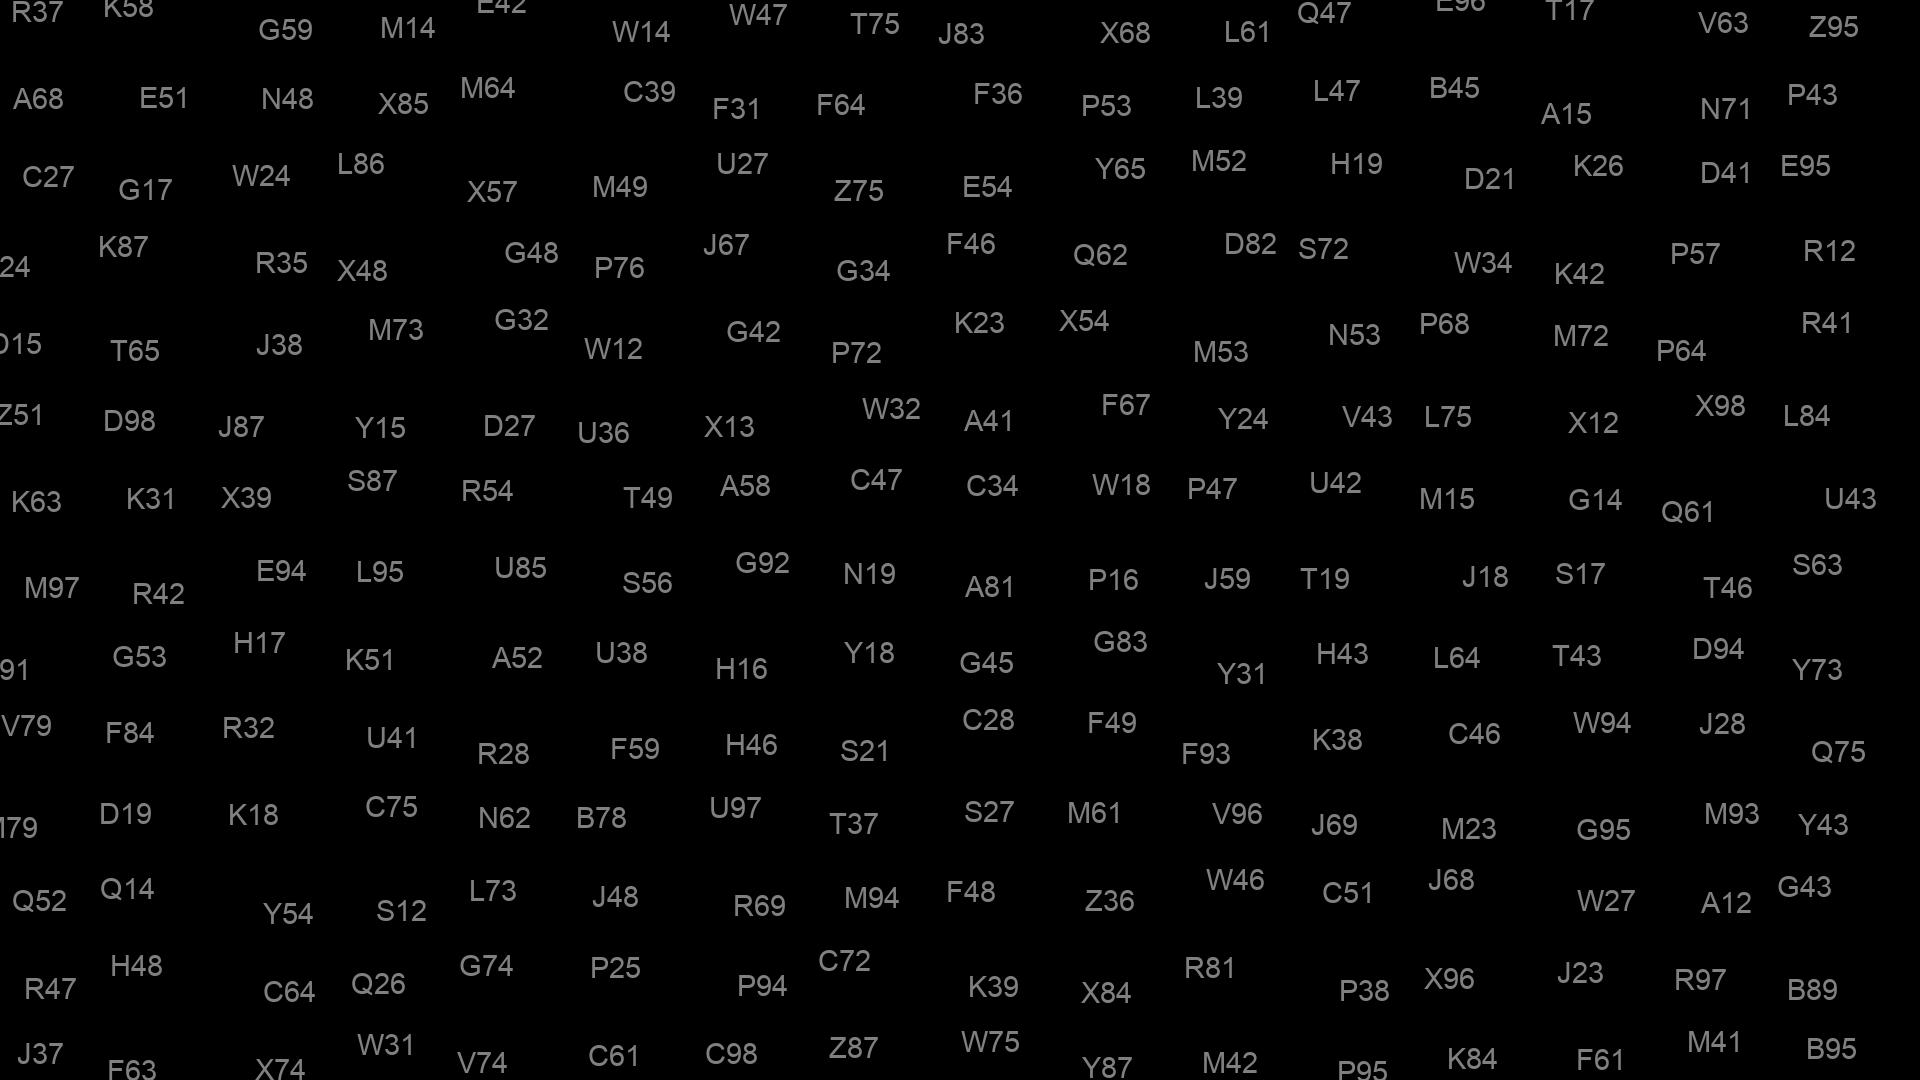 R37 K58 G59 M14 E42 W14 W47 T75 J83 X68 L61 Q47 E96 T17 V63 Z95
A68 E51 N48 X85 M64 C39 F31 F64 F36 P53 L39 L47 B45 A15 N71 P43
C27 G17 W24 L86 X57 M49 U27 Z75 E54 Y65 M52 H19 D21 K26 D41 E95
24 K87 R35 X48 G48 P76 J67 G34 F46 Q62 D82 S72 W34 K42 P57 R12
D15 T65 J38 M73 G32 W12 G42 P72 K23 X54 M53 N53 P68 M72 P64 R41
Z51 D98 J87 Y15 D27 U36 X13 W32 A41 F67 Y24 V43 L75 X12 X98 L84
K63 K31 X39 S87 R54 T49 A58 C47 C34 W18 P47 U42 M15 G14 Q61 U43
M97 R42 E94 L95 U85 S56 G92 N19 A81 P16 J59 T19 J18 S17 T46 S63
91 G53 H17 K51 A52 U38 H16 Y18 G45 G83 Y31 H43 L64 T43 D94 Y73
V79 F84 R32 U41 R28 F59 H46 S21 C28 F49 F93 K38 C46 W94 J28 Q75
79 D19 K18 C75 N62 B78 U97 T37 S27 M61 V96 J69 M23 G95 M93 Y43
Q52 Q14 Y54 S12 L73 J48 R69 M94 F48 Z36 W46 C51 J68 W27 A12 G43
R47 H48 C64 Q26 G74 P25 P94 C72 K39 X84 R81 P38 X96 J23 R97 B89
J37 F63 X74 W31 V74 C61 C98 Z87 W75 Y87 M42 P95 K84 F61 M41 B95